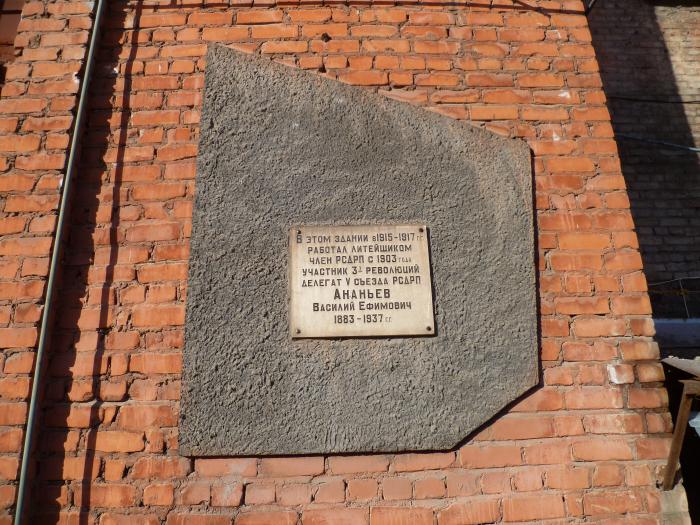 В ЭТОМ ЗДАНИИ В 1915-1917 ГГ.
РАБОТАЛ ЛИТЕЙЩИКОМ
ЧЛЕН РСДРП С 1903 ГОДА
УЧАСТНИК 3Х РЕВОЛЮЦИЙ
ДЕЛЕГАТ V СЪЕЗДА РСДРП
АНАНЬЕВ
ВАСИЛИЙ ЕФИМОВИЧ
1883-1937 Г.Г.